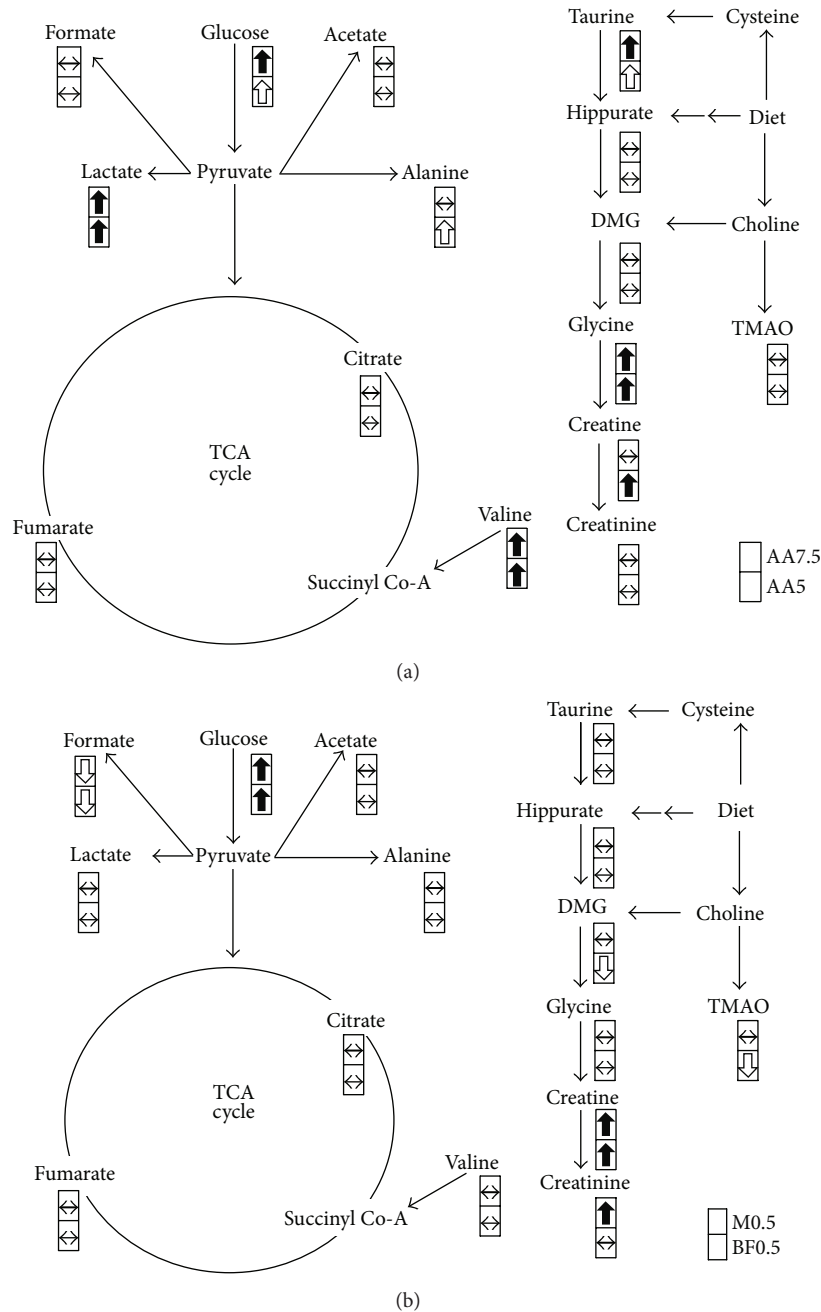 Formate
Glucose
Acetate
Taurine
Cysteine
Hippurate
Diet
Lactate
Pyruvate
Alanine
DMG
Choline
Glycine
TMAO
Citrate
Creatine
TCA
cycle
Valine
Creatinine
Fumarate
Succinyl Co-A
AA7.5
AA5
(a)
Taurine
Cysteine
Formate
Glucose
Acetate
Hippurate
Diet
Lactate
Pyruvate
Alanine
DMG
Choline
Glycine
TMAO
Citrate
TCA
cycle
Creatine
Valine
Fumarate
Creatinine
Succinyl Co-A
M0.5
BF0.5
(b)